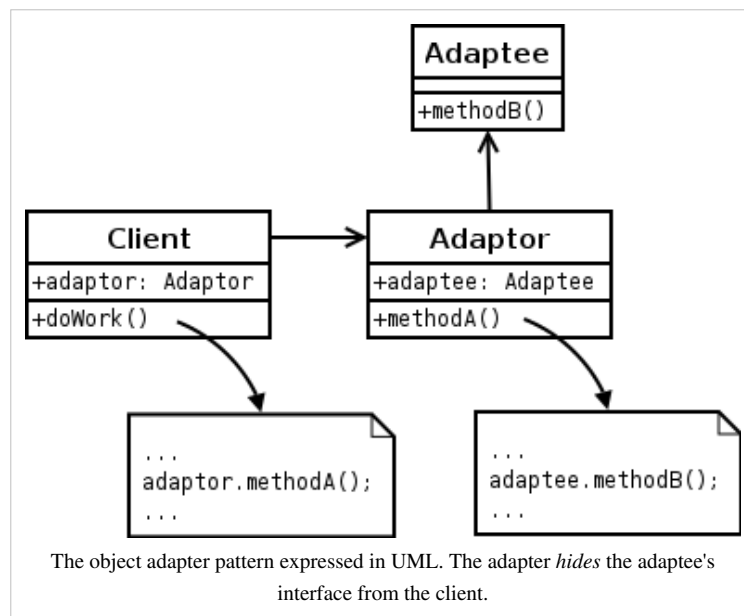 Adaptee
+methodB()
Client
+adaptor: Adaptor
+doWork()
Adaptor
+adaptee: Adaptee
+methodA()
...
adaptor.methodA();
...
...
adaptee.methodB();
...
The object adapter pattern expressed in UML. The adapter hides the adaptee's
interface from the client.